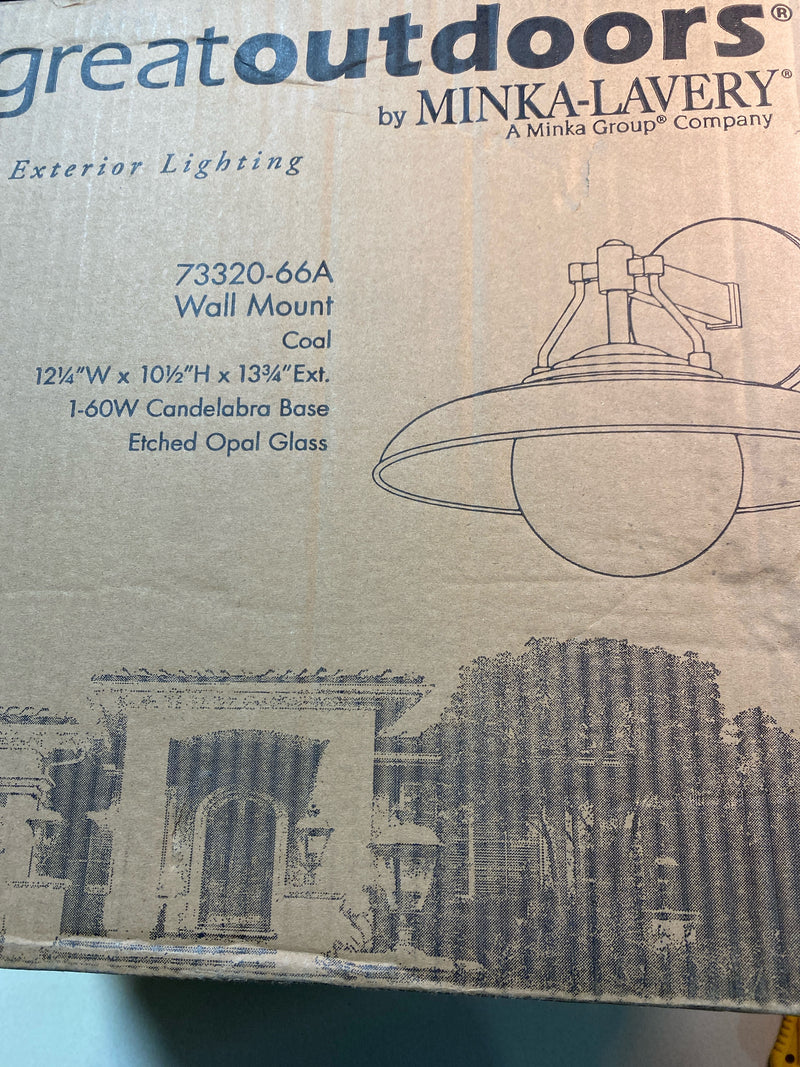 greatoutdoors®
by MINKA-LAVERY®
A Minka Group® Company
Exterior Lighting
73320-66A
Wall Mount
Coal
12¼"W x 10½"H x 13¾"Ext.
1-60W Candelabra Base
Etched Opal Glass